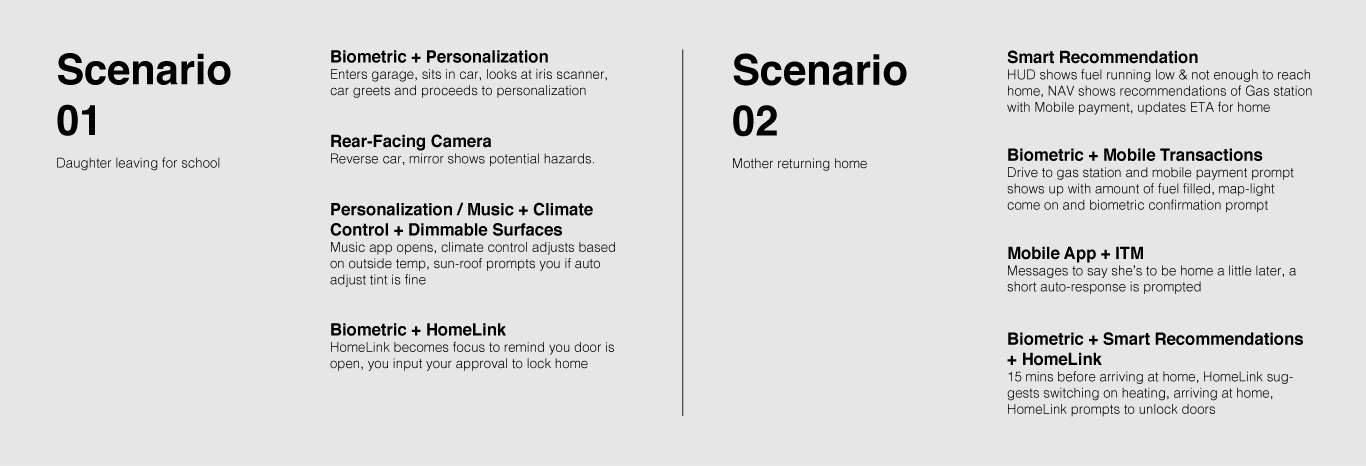 Scenario
01
Daughter leaving for school
Biometric + Personalization
Enters garage, sits in car, looks at iris scanner,
car greets and proceeds to personalization
Rear-Facing Camera
Reverse car, mirror shows potential hazards.
Personalization / Music + Climate
Control + Dimmable Surfaces
Music app opens, climate control adjusts based
on outside temp, sun-roof prompts you if auto
adjust tint is fine
Biometric + HomeLink
HomeLink becomes focus to remind you door is
open, you input your approval to lock home
Scenario
02
Mother returning home
Smart Recommendation
HUD shows fuel running low & not enough to reach
home, NAV shows recommendations of Gas station
with Mobile payment, updates ETA for home
Biometric + Mobile Transactions
Drive to gas station and mobile payment prompt
shows up with amount of fuel filled, map-light
come on and biometric confirmation prompt
Mobile App + ITM
Messages to say she's to be home a little later, a
short auto-response is prompted
Biometric + Smart Recommendations
+ HomeLink
15 mins before arriving at home, HomeLink sug-
gests switching on heating, arriving at home,
HomeLink prompts to unlock doors